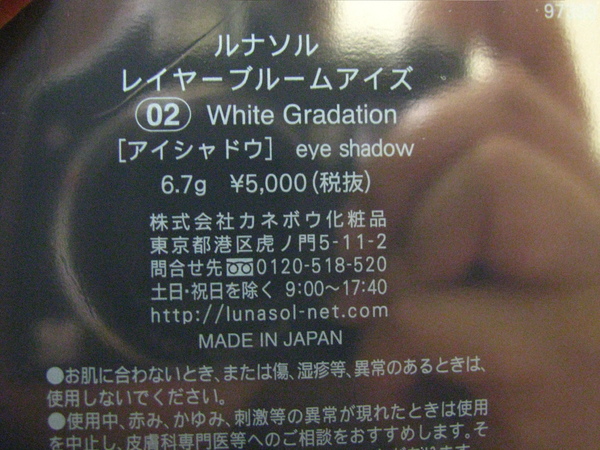 ルナソル
レイヤーブルームアイズ
02 White Gradation
［アイシャドウ］ eye shadow
6.7g ¥5,000(税抜)
株式会社カネボウ化粧品
東京都港区虎ノ門5-11-2
問合せ先 0120-518-520
土日・祝日を除く 9:00〜17:40
http://lunasol-net.com
MADE IN JAPAN
●お肌に合わないとき、または傷、湿疹等、異常のあるときは、
使用しないでください。
●使用中、赤み、かゆみ、刺激等の異常が現れたときは使用
を中止し、皮膚科専門医等へのご相談をおすすめします。そ